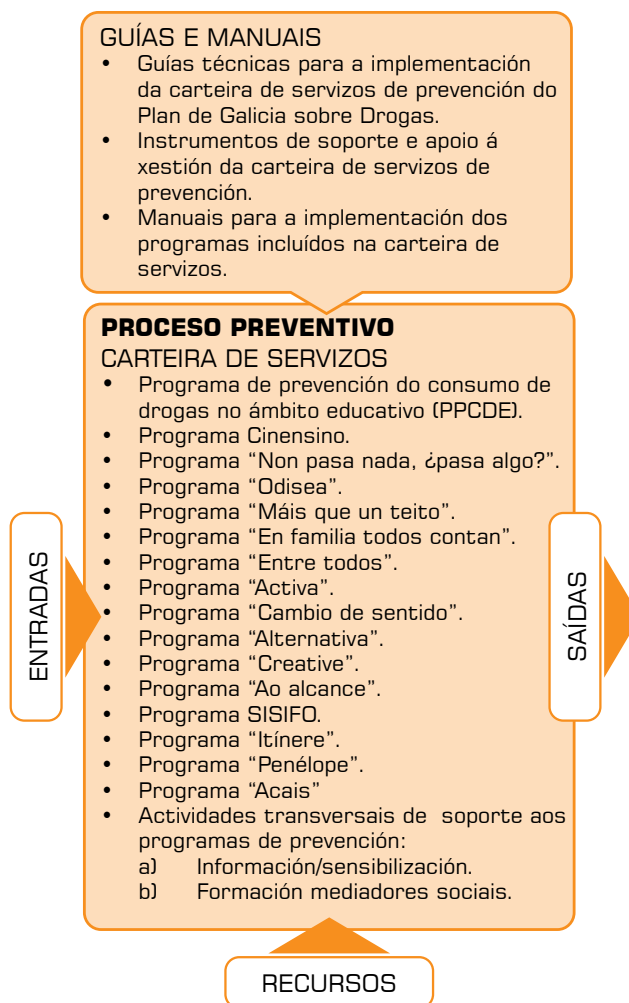 GUÍAS E MANUAIS
• Guías técnicas para a implementación
da carteira de servizos de prevención do
Plan de Galicia sobre Drogas.
• Instrumentos de soporte e apoio á
xestión da carteira de servizos de
prevención.
• Manuais para a implementación dos
programas incluídos na carteira de
servizos.
PROCESO PREVENTIVO
CARTEIRA DE SERVIZOS
• Programa de prevención do consumo de
drogas no ámbito educativo (PPCDE).
• Programa Cinensino.
• Programa “Non pasa nada, ¿pasa algo?”.
• Programa “Odisea”.
• Programa “Máis que un teito”.
• Programa “En familia todos contan”.
• Programa “Entre todos”.
• Programa “Activa”.
• Programa “Cambio de sentido”.
• Programa “Alternativa”.
• Programa “Creative”.
• Programa “Ao alcance”.
• Programa SISIFO.
• Programa “Itínere”.
• Programa “Penélope”.
• Programa “Acais”
• Actividades transversais de soporte aos
programas de prevención:
a) Información/sensibilización.
b) Formación mediadores sociais.
ENTRADAS
SAÍDAS
RECURSOS